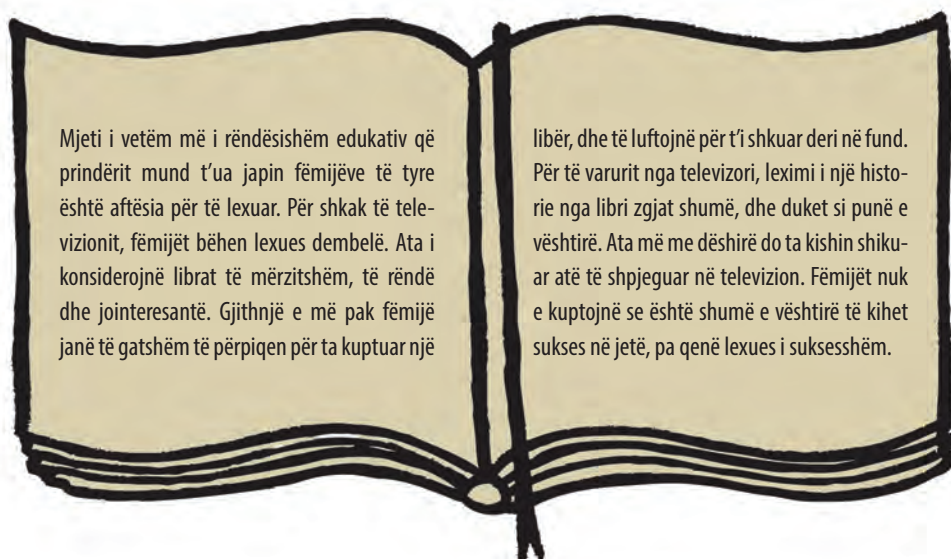 Mjeti i vetëm më i rëndësishëm edukativ që
prindërit mund t'ua japin fëmijëve të tyre
është aftësia për të lexuar. Për shkak të tele-
vizionit, fëmijët bëhen lexues dembelë. Ata i
konsiderojnë librat të mërzitshëm, të rëndë
dhe jointeresantë. Gjithnjë e më pak fëmijë
janë të gatshëm të përpiqen për ta kuptuar një
libër, dhe të luftojnë për t'i shkuar deri në fund.
Për të varurit nga televizori, leximi i një histo-
rie nga libri zgjat shumë, dhe duket si punë e
vështirë. Ata më me dëshirë do ta kishin shiku-
ar atë të shpjeguar në televizion. Fëmijët nuk
e kuptojnë se është shumë e vështirë të kihet
sukses në jetë, pa qenë lexues i suksesshëm.